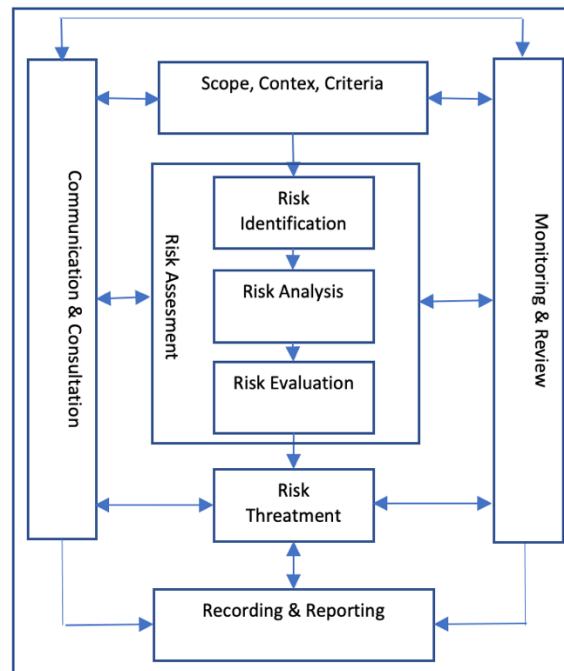 Scope, Contex, Criteria
Communication & Consultation
Risk Assesment
Risk
Identification
Risk Analysis
Risk Evaluation
Monitoring & Review
Risk
Threatment
Recording & Reporting